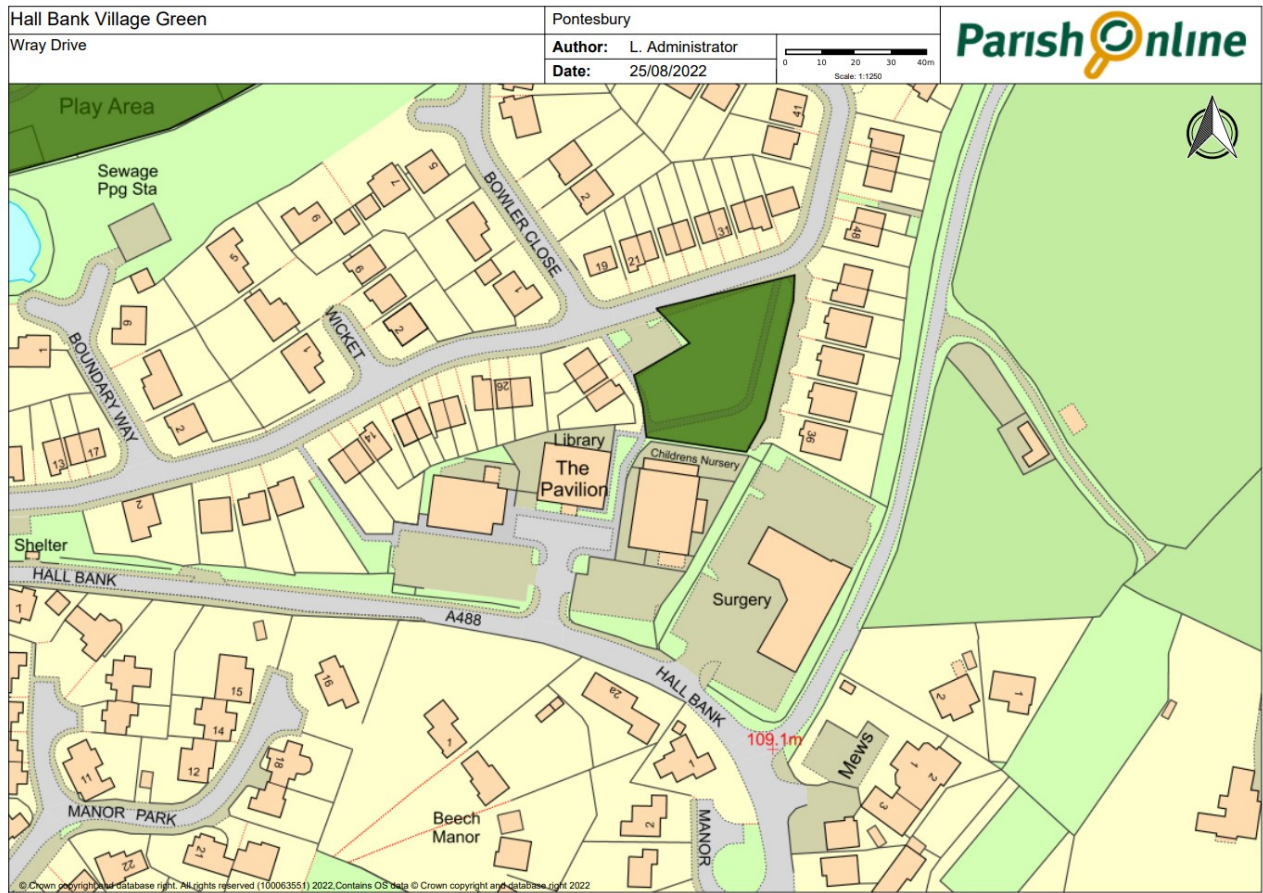 Hall Bank Village Green
Wray Drive
Pontesbury
Author: L. Administrator
Date: 25/08/2022
0 10 20 30 40m
Scale: 1:1250
Parish Online
Play Area
Sewage
Ppg Sta
41
5
7
2
BOWLER CLOSE
9
31
48
5
9
21
19
1
6
2
WICKET
1
1
BOUNDARY WAY
2
26
14
36
17
13
Library
The
Pavilion
Childrens Nursery
2
Shelter
HALL BANK
Surgery
1
A488
HALL BANK
15
16
2a
2
1
14
1
109.1m
Mews
12
18
11
1
1
2
3
MANOR PARK
Beech
Manor
2
MANOR
21
22
© Crown copyright and database right. All rights reserved (100063551) 2022,Contains OS data © Crown copyright and database right 2022